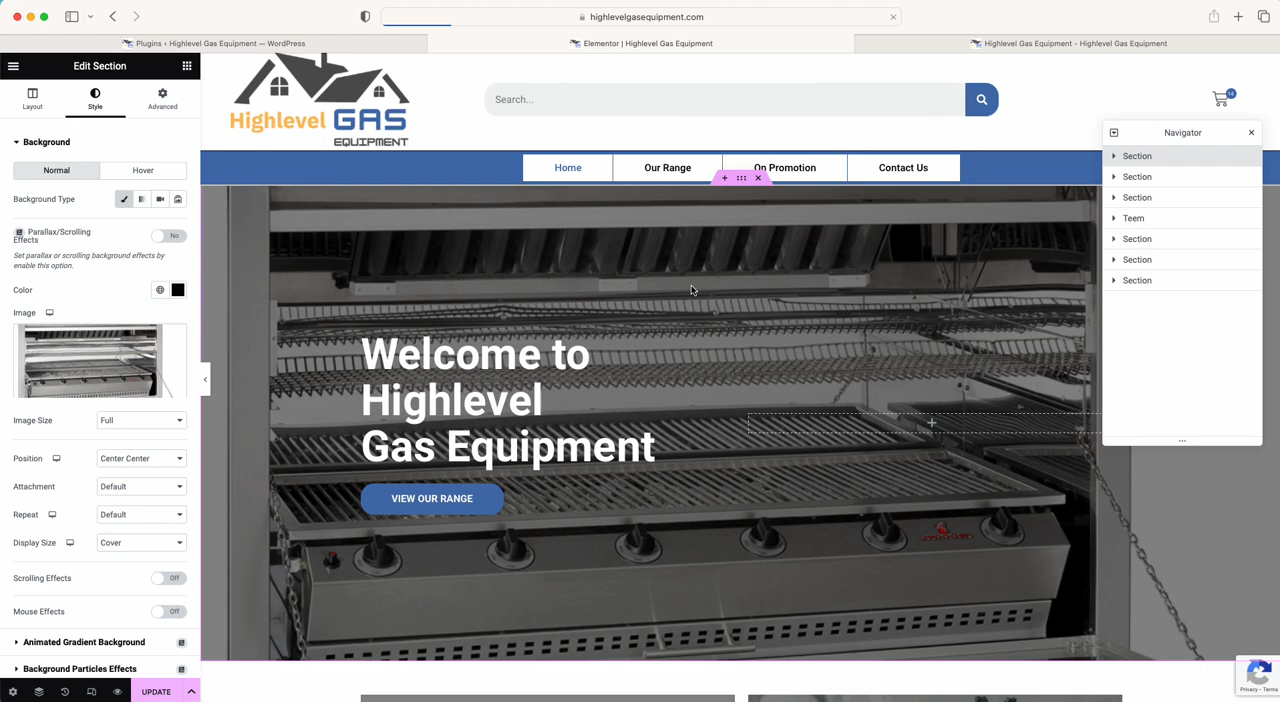 highlevelgasequipment.com
Plugins ‹ Highlevel Gas Equipment — WordPress
Elementor | Highlevel Gas Equipment
Highlevel Gas Equipment - Highlevel Gas Equipment
Edit Section
Layout
Style
Advanced
Background
Normal
Hover
Background Type
Parallax/Scrolling
Effects
No
Set parallax or scrolling background effects by
enable this option.
Color
Image
Image Size
Full
Position
Center Center
Attachment
Default
Repeat
Default
Display Size
Cover
Scrolling Effects
Off
Mouse Effects
Off
Animated Gradient Background
Background Particles Effects
UPDATE
Highlevel GAS
EQUIPMENT
Search...
14
Home
Our Range
On Promotion
Contact Us
Welcome to
Highlevel
Gas Equipment
VIEW OUR RANGE
Navigator
Section
Section
Section
Teem
Section
Section
Section
Privacy - Terms